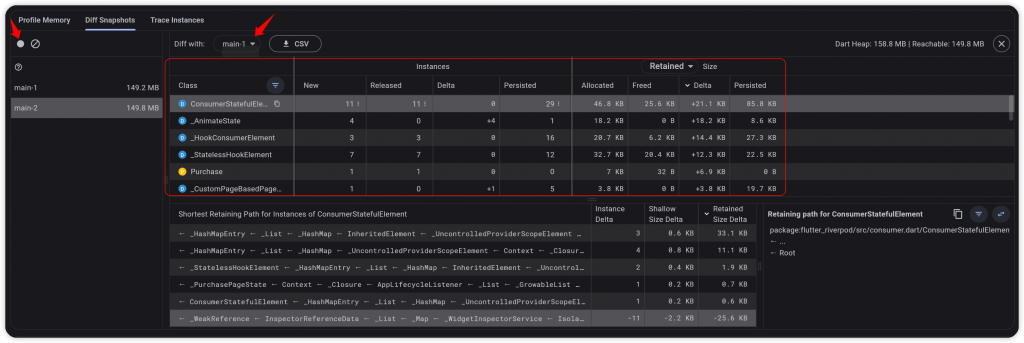 Profile Memory Diff Snapshots Trace Instances
Diff with: main-1 CSV Dart Heap: 158.8 MB | Reachable: 149.8 MB
Instances Retained Size
Class New Released Delta Persisted Allocated Freed Delta Persisted
main-1 149.2 MB
main-2 149.8 MB
D ConsumerStatefulEle... 11 ! 11 ! 0 29 ! 46.8 KB 25.6 KB +21.1 KB 85.8 KB
D _AnimateState 4 0 +4 1 18.2 KB 0 B +18.2 KB 8.6 KB
D _HookConsumerElement 3 3 0 16 20.7 KB 6.2 KB +14.4 KB 27.3 KB
D _StatelessHookElement 7 7 0 12 32.7 KB 20.4 KB +12.3 KB 22.5 KB
P Purchase 1 1 0 0 7 KB 32 B +6.9 KB 0 B
D _CustomPageBasedPage... 1 0 +1 5 3.8 KB 0 B +3.8 KB 19.7 KB
Shortest Retaining Path for Instances of ConsumerStatefulElement Instance Delta Shallow Size Delta Retained Size Delta
← _HashMapEntry ← _List ← _HashMap ← InheritedElement ← _UncontrolledProviderScopeElement ... 3 0.6 KB 33.1 KB
← _HashMapEntry ← _List ← _HashMap ← _UncontrolledProviderScopeElement ← Context ← _Closur... 4 0.8 KB 11.1 KB
← _StatelessHookElement ← _HashMapEntry ← _List ← _HashMap ← InheritedElement ← _Uncontrol... 2 0.4 KB 1.9 KB
← _PurchasePageState ← Context ← _Closure ← AppLifecycleListener ← _List ← _GrowableList ... 1 0.2 KB 0.7 KB
← ConsumerStatefulElement ← _HashMapEntry ← _List ← _HashMap ← _UncontrolledProviderScopeEl... 1 0.2 KB 0.6 KB
← _WeakReference ← InspectorReferenceData ← _List ← _Map ← _WidgetInspectorService ← Isola... -11 -2.2 KB -25.6 KB
Retaining path for ConsumerStatefulElement
package:flutter_riverpod/src/consumer.dart/ConsumerStatefulElemen
← ...
← Root